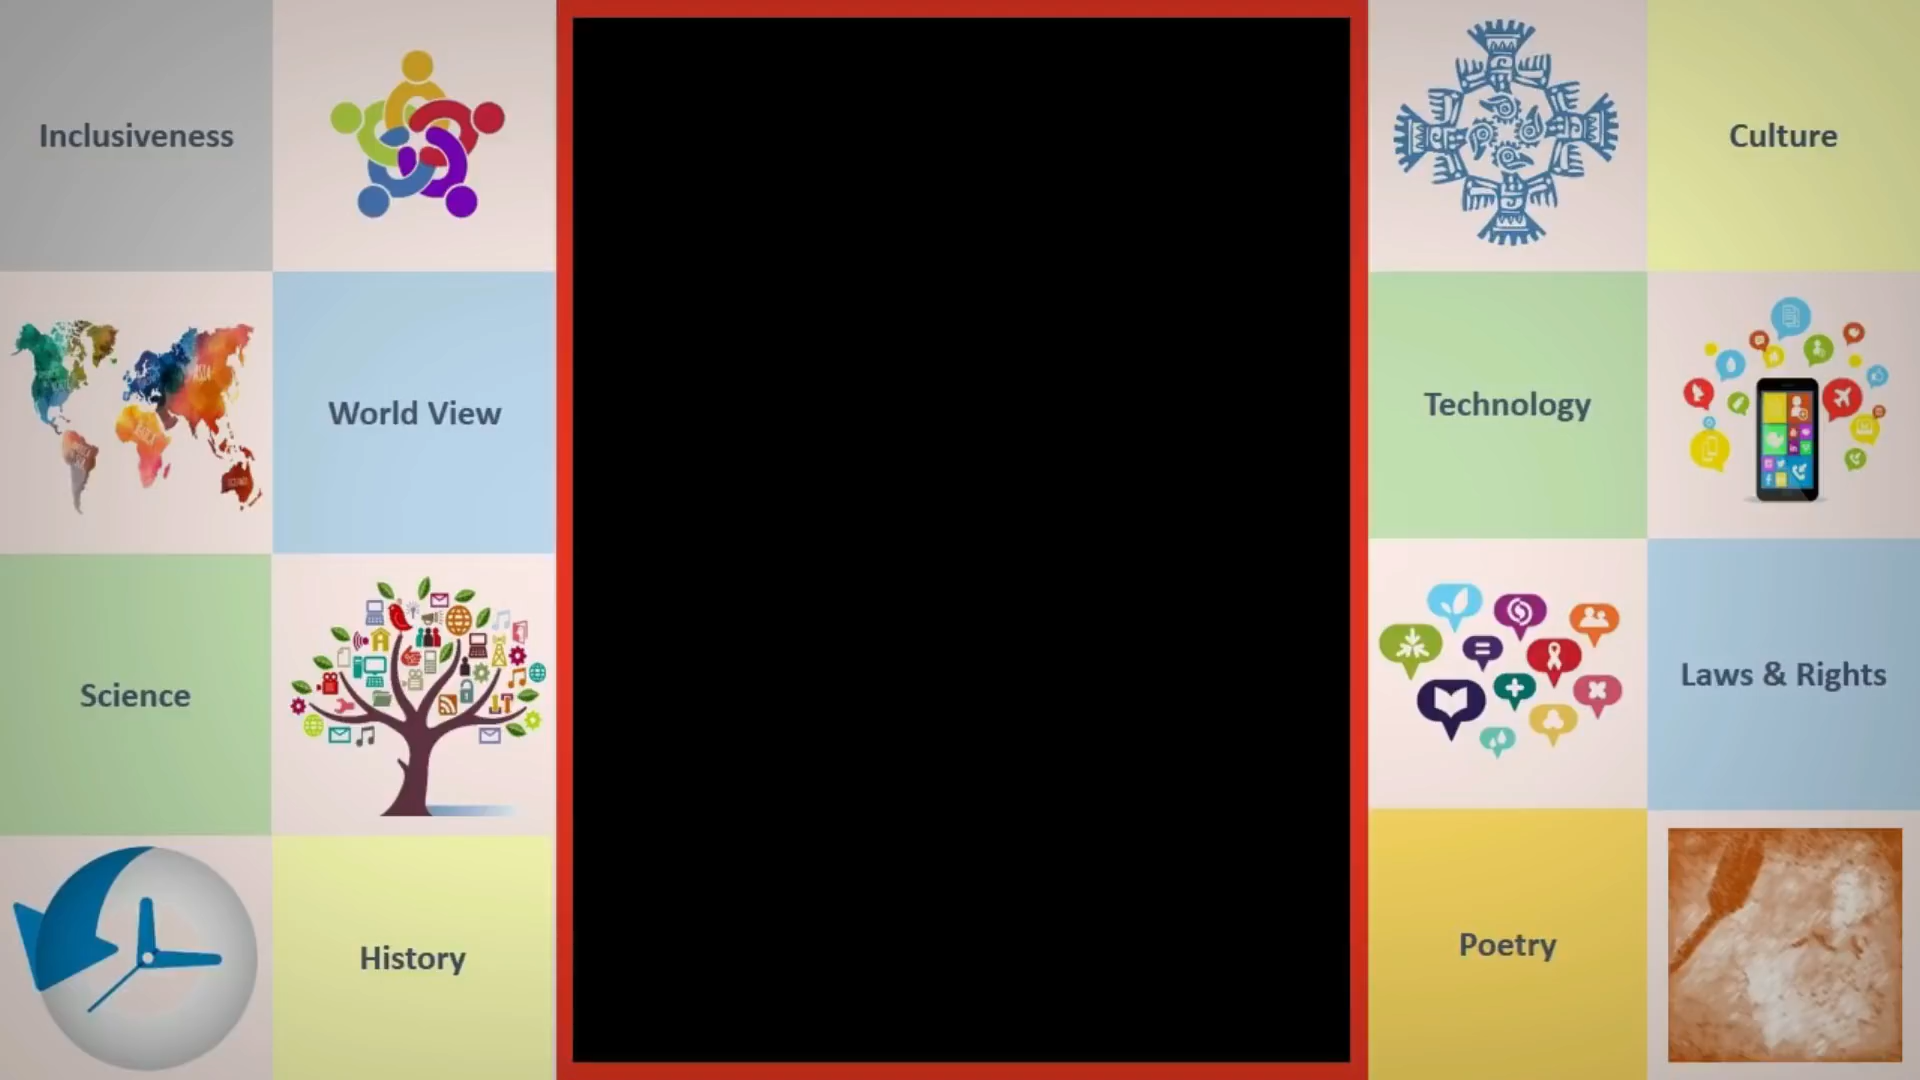 Inclusiveness
Culture
World View
Technology
Science
Laws & Rights
History
Poetry